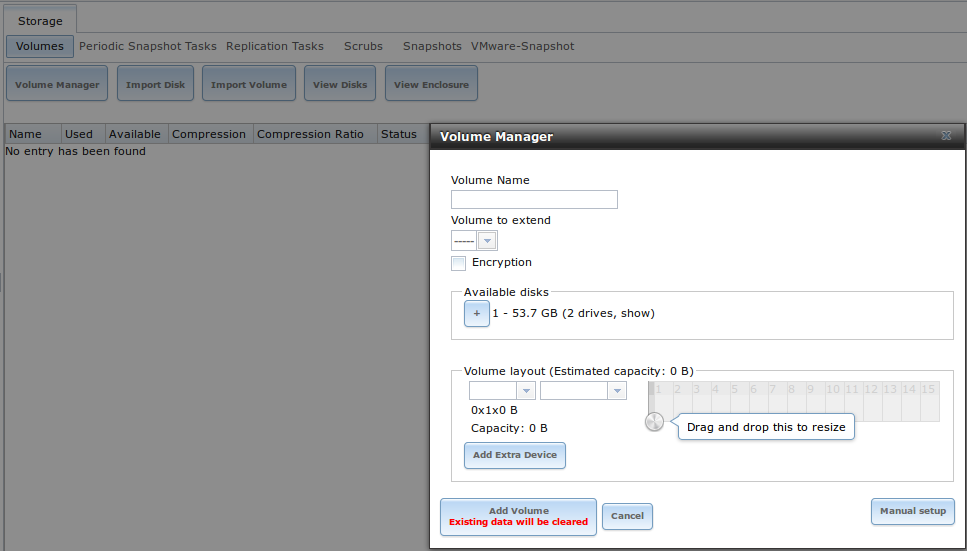 Storage
Volumes Periodic Snapshot Tasks Replication Tasks Scrubs Snapshots VMware-Snapshot
Volume Manager Import Disk Import Volume View Disks View Enclosure
Name Used Available Compression Compression Ratio Status
No entry has been found
Volume Manager
Volume Name
Volume to extend
-----
Encryption
Available disks
+ 1 - 53.7 GB (2 drives, show)
Volume layout (Estimated capacity: 0 B)
1 2 3 4 5 6 7 8 9 10 11 12 13 14 15
0x1x0 B
Capacity: 0 B
Drag and drop this to resize
Add Extra Device
Add Volume
Existing data will be cleared
Cancel
Manual setup